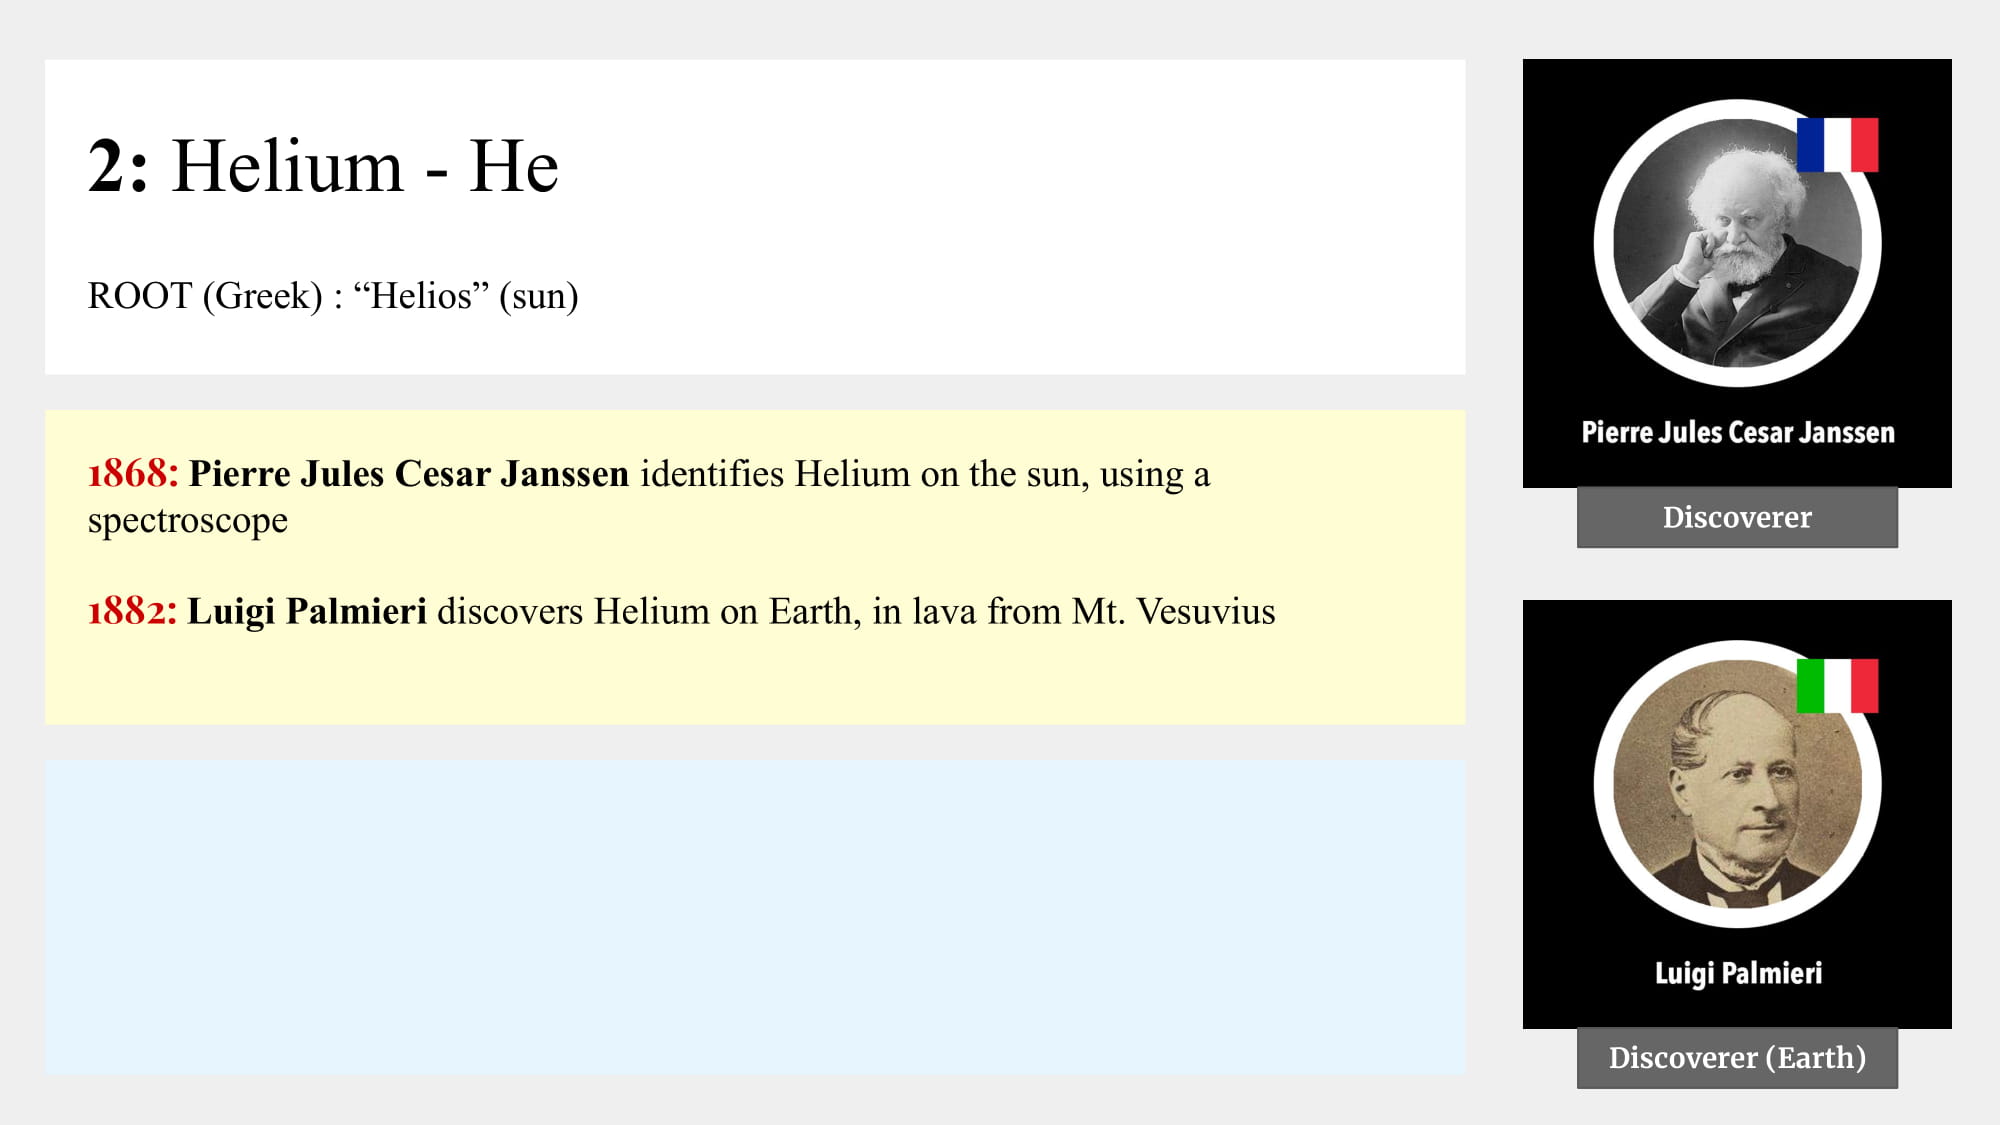 2: Helium - He
ROOT (Greek) : “Helios” (sun)
1868: Pierre Jules Cesar Janssen identifies Helium on the sun, using a
spectroscope
1882: Luigi Palmieri discovers Helium on Earth, in lava from Mt. Vesuvius
Pierre Jules Cesar Janssen
Discoverer
Luigi Palmieri
Discoverer (Earth)